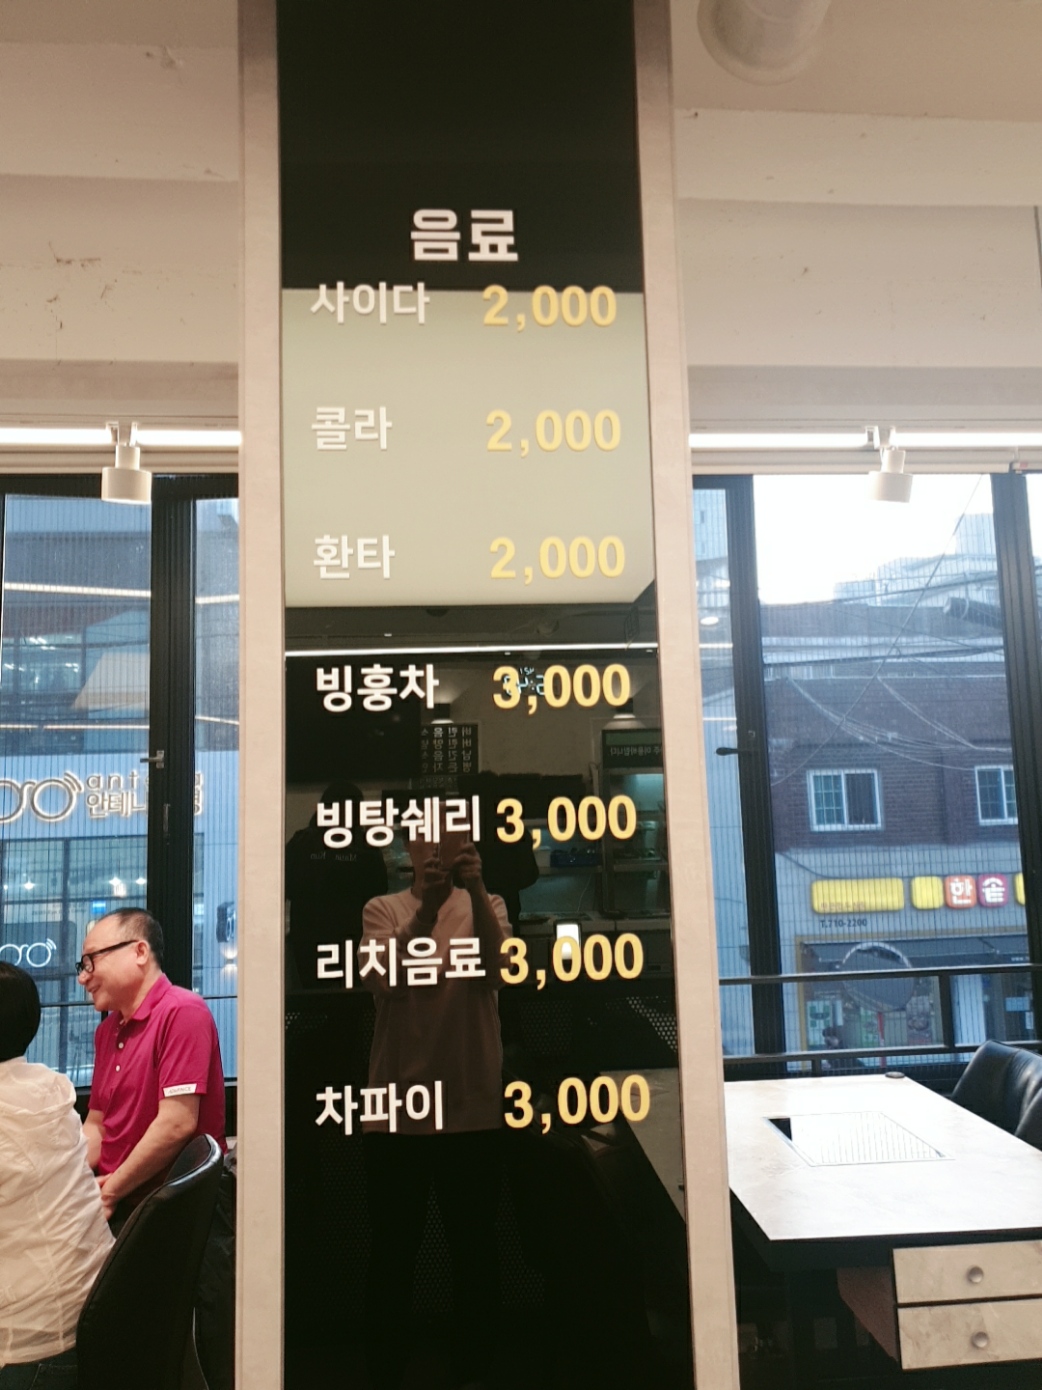 음료
사이다 2,000
콜라 2,000
환타 2,000
빙홍차 3,000
빙탕쉐리 3,000
리치음료 3,000
차파이 3,000
한솥